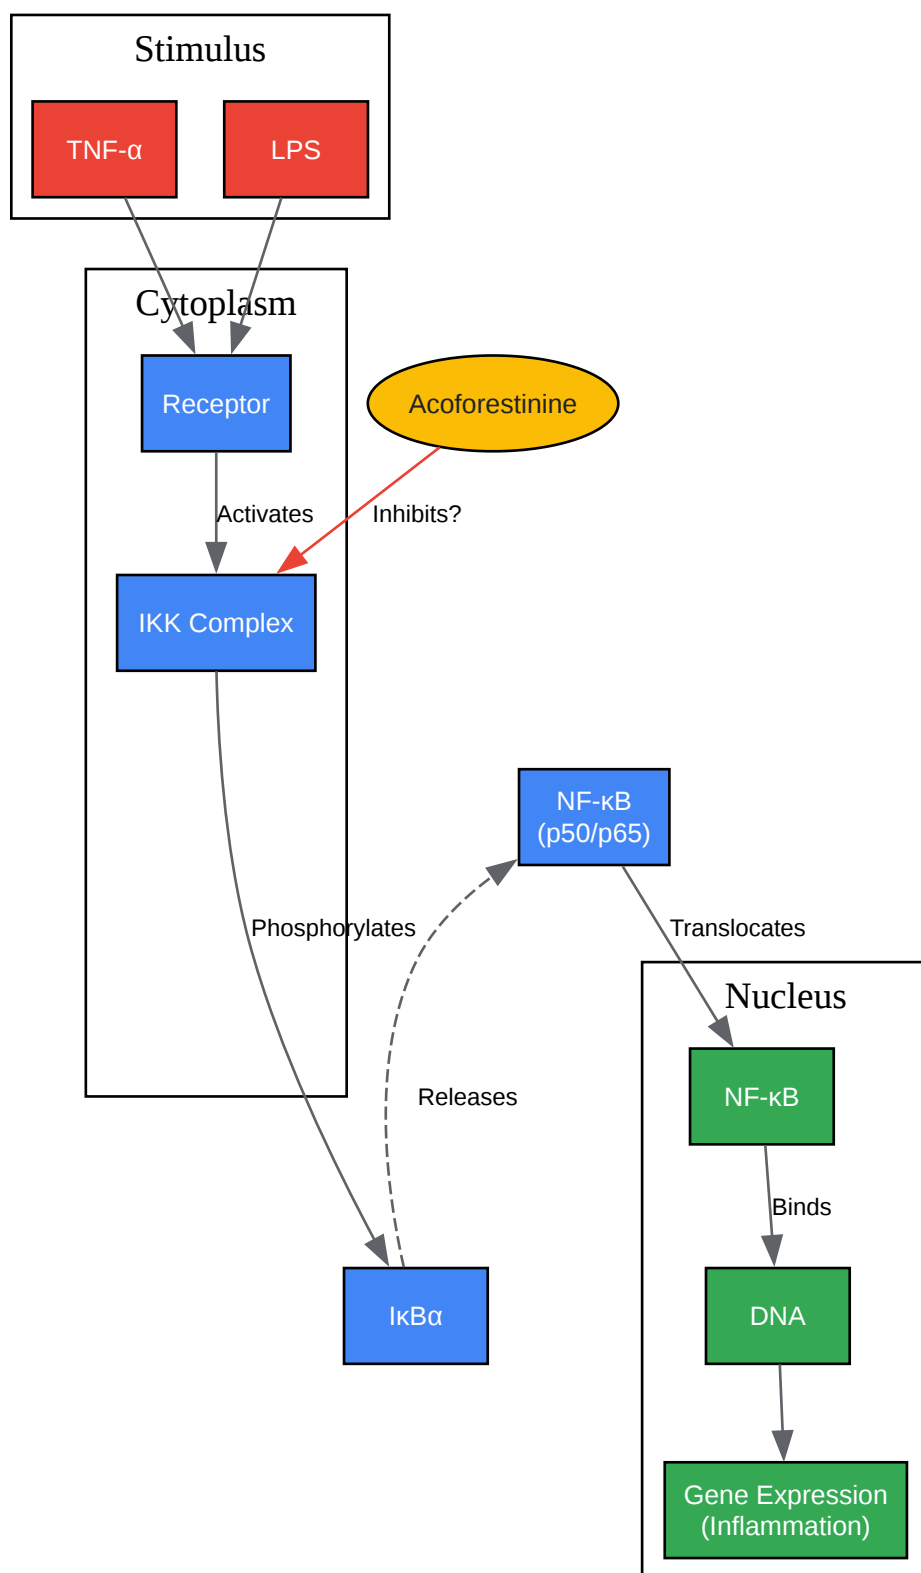 Stimulus
TNF-α
LPS
Cytoplasm
Receptor
Acoforestinine
Activates
Inhibits?
IKK Complex
NF-κB
(p50/p65)
Phosphorylates
Translocates
Nucleus
Releases
NF-κB
Binds
IκBα
DNA
Gene Expression
(Inflammation)